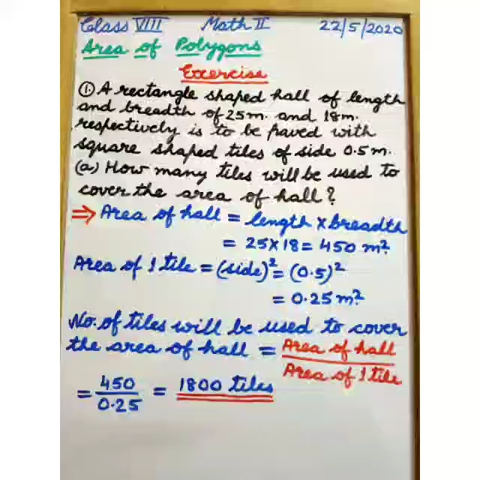 Class VIII Math II 22/5/2020
Area of Polygons
Exercise
① A rectangle shaped hall of length
and breadth of 25m. and 18m.
respectively is to be paved with
square shaped tiles of side 0.5m.
(a) How many tiles will be used to
cover the area of hall?
⇒ Area of hall = length × breadth
= 25 × 18 = 450 m².
Area of 1 tile = (side)² = (0.5)²
= 0.25 m².
No. of tiles will be used to cover
the area of hall = Area of hall / Area of 1 tile
= 450 / 0.25 = 1800 tiles